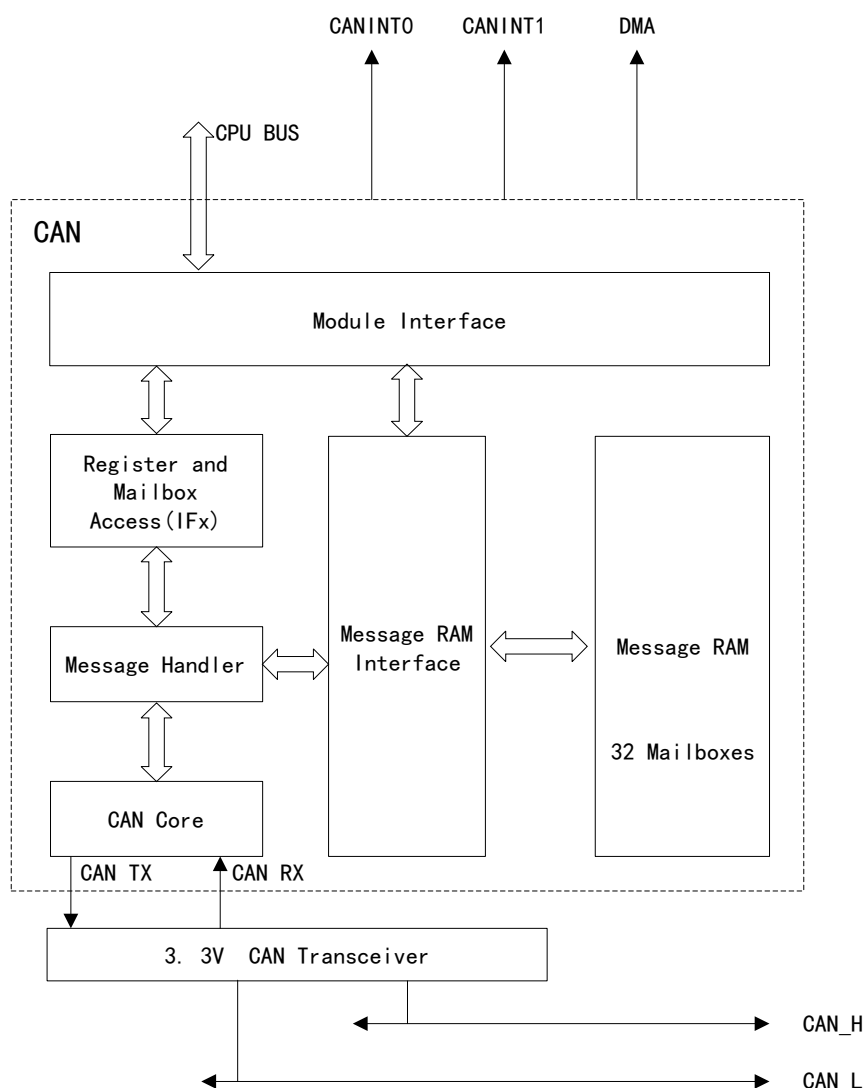 CANINT0
CANINT1
DMA
CPU BUS
CAN
Module Interface
Register and
Mailbox
Access(IFx)
Message Handler
Message RAM
Interface
Message RAM
32 Mailboxes
CAN Core
CAN TX
CAN RX
3. 3V CAN Transceiver
CAN_H
CAN_L